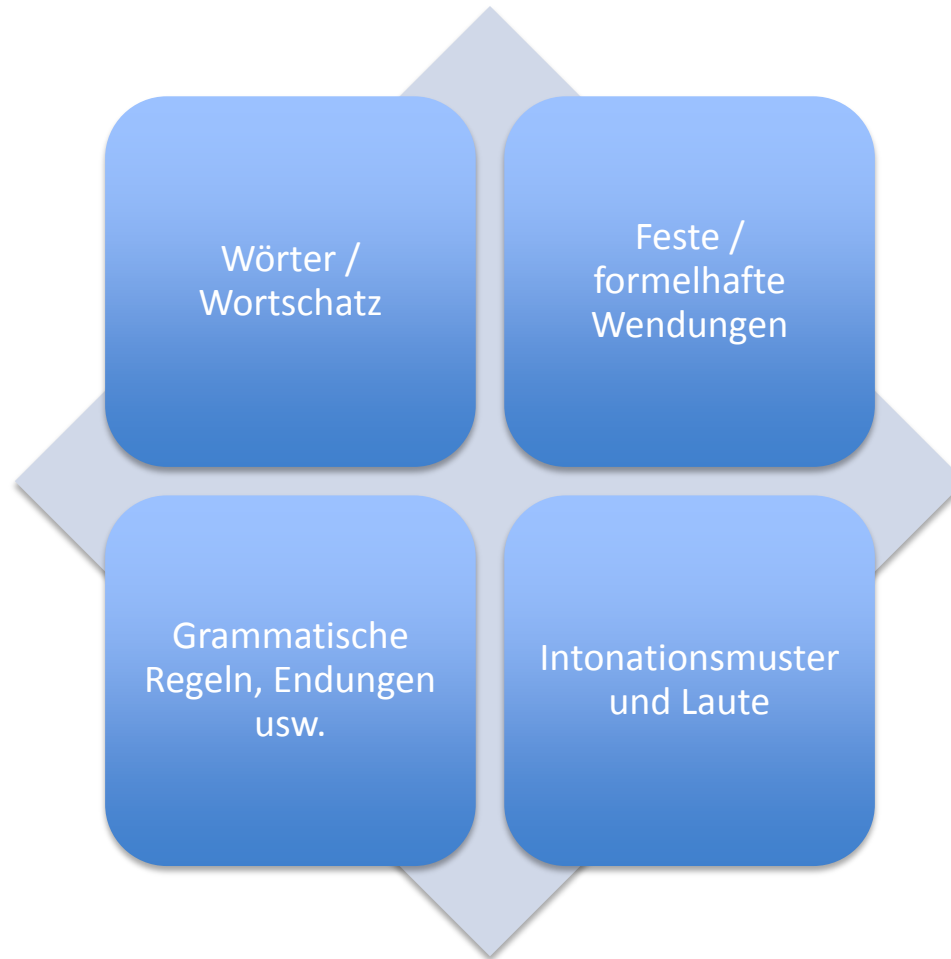 Wörter /
Wortschatz
Feste /
formelhafte
Wendungen
Grammatische
Regeln, Endungen
usw.
Intonationsmuster
und Laute